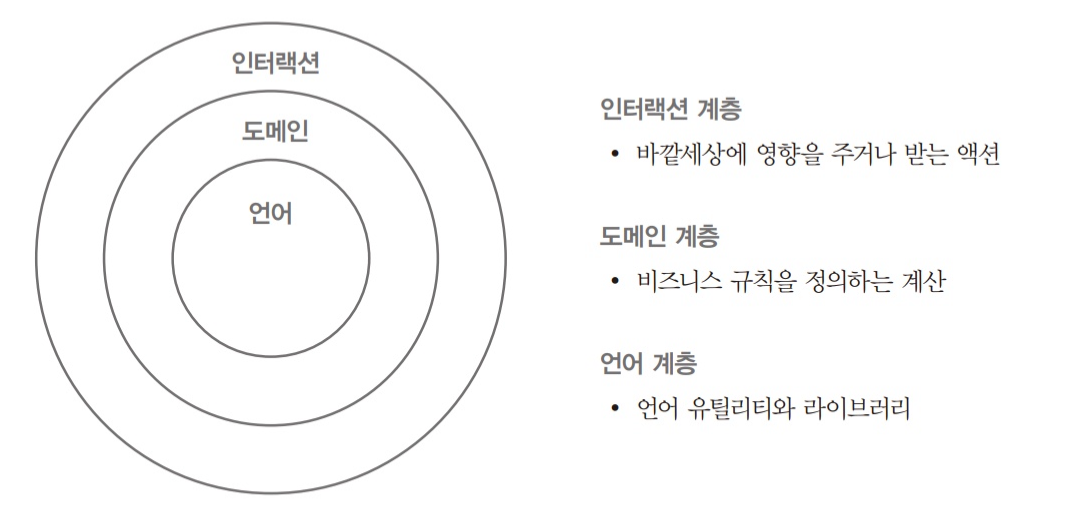 인터랙션
도메인
언어
인터랙션 계층
• 바깥세상에 영향을 주거나 받는 액션
도메인 계층
• 비즈니스 규칙을 정의하는 계산
언어 계층
• 언어 유틸리티와 라이브러리